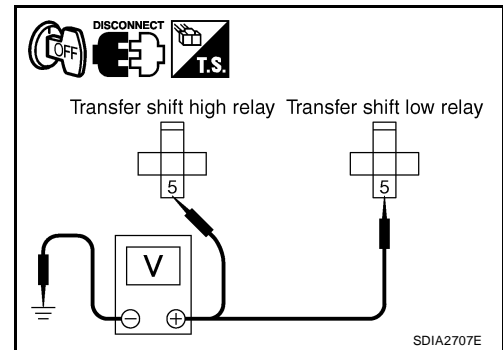 DISCONNECT
OFF
T.S.
Transfer shift high relay Transfer shift low relay
5 5
V
− +
SDIA2707E